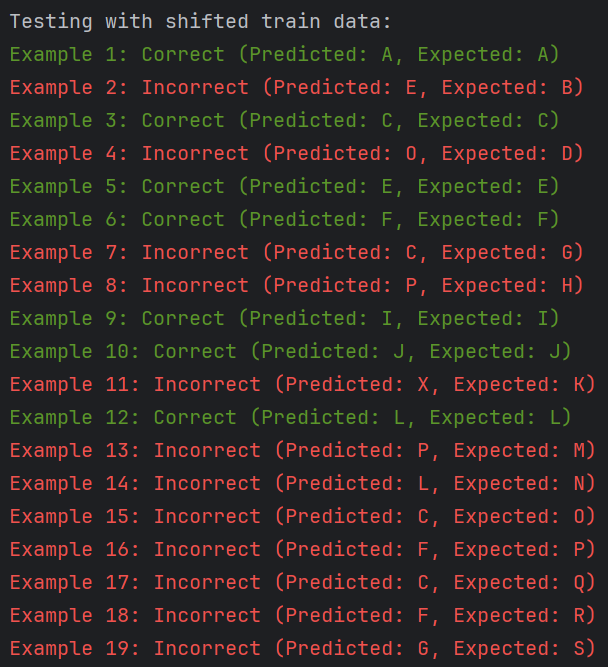 Testing with shifted train data:
Example 1: Correct (Predicted: A, Expected: A)
Example 2: Incorrect (Predicted: E, Expected: B)
Example 3: Correct (Predicted: C, Expected: C)
Example 4: Incorrect (Predicted: O, Expected: D)
Example 5: Correct (Predicted: E, Expected: E)
Example 6: Correct (Predicted: F, Expected: F)
Example 7: Incorrect (Predicted: C, Expected: G)
Example 8: Incorrect (Predicted: P, Expected: H)
Example 9: Correct (Predicted: I, Expected: I)
Example 10: Correct (Predicted: J, Expected: J)
Example 11: Incorrect (Predicted: X, Expected: K)
Example 12: Correct (Predicted: L, Expected: L)
Example 13: Incorrect (Predicted: P, Expected: M)
Example 14: Incorrect (Predicted: L, Expected: N)
Example 15: Incorrect (Predicted: C, Expected: O)
Example 16: Incorrect (Predicted: F, Expected: P)
Example 17: Incorrect (Predicted: C, Expected: Q)
Example 18: Incorrect (Predicted: F, Expected: R)
Example 19: Incorrect (Predicted: G, Expected: S)